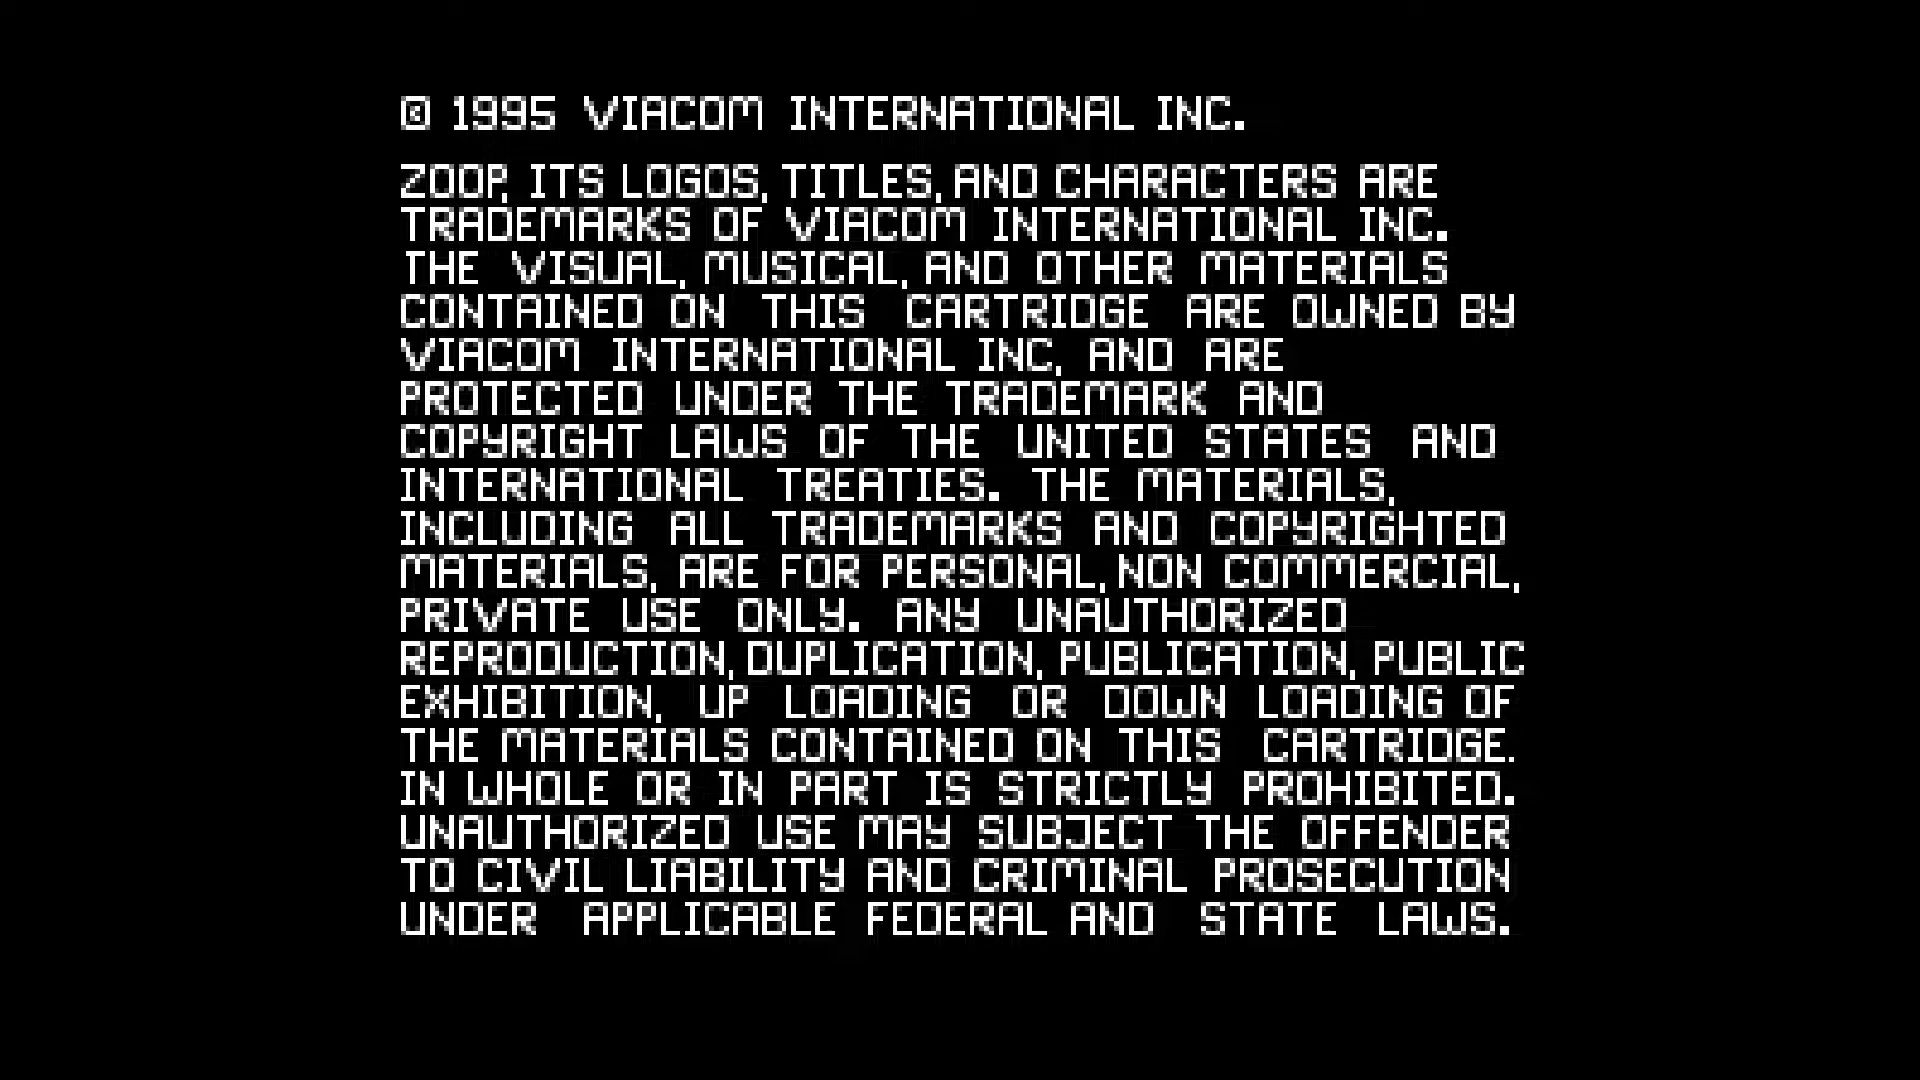 © 1995 VIACOM INTERNATIONAL INC.
ZOOP, ITS LOGOS, TITLES, AND CHARACTERS ARE
TRADEMARKS OF VIACOM INTERNATIONAL INC.
THE VISUAL, MUSICAL, AND OTHER MATERIALS
CONTAINED ON THIS CARTRIDGE ARE OWNED BY
VIACOM INTERNATIONAL INC, AND ARE
PROTECTED UNDER THE TRADEMARK AND
COPYRIGHT LAWS OF THE UNITED STATES AND
INTERNATIONAL TREATIES. THE MATERIALS,
INCLUDING ALL TRADEMARKS AND COPYRIGHTED
MATERIALS, ARE FOR PERSONAL, NON COMMERCIAL,
PRIVATE USE ONLY. ANY UNAUTHORIZED
REPRODUCTION, DUPLICATION, PUBLICATION, PUBLIC
EXHIBITION, UP LOADING OR DOWN LOADING OF
THE MATERIALS CONTAINED ON THIS CARTRIDGE.
IN WHOLE OR IN PART IS STRICTLY PROHIBITED.
UNAUTHORIZED USE MAY SUBJECT THE OFFENDER
TO CIVIL LIABILITY AND CRIMINAL PROSECUTION
UNDER APPLICABLE FEDERAL AND STATE LAWS.